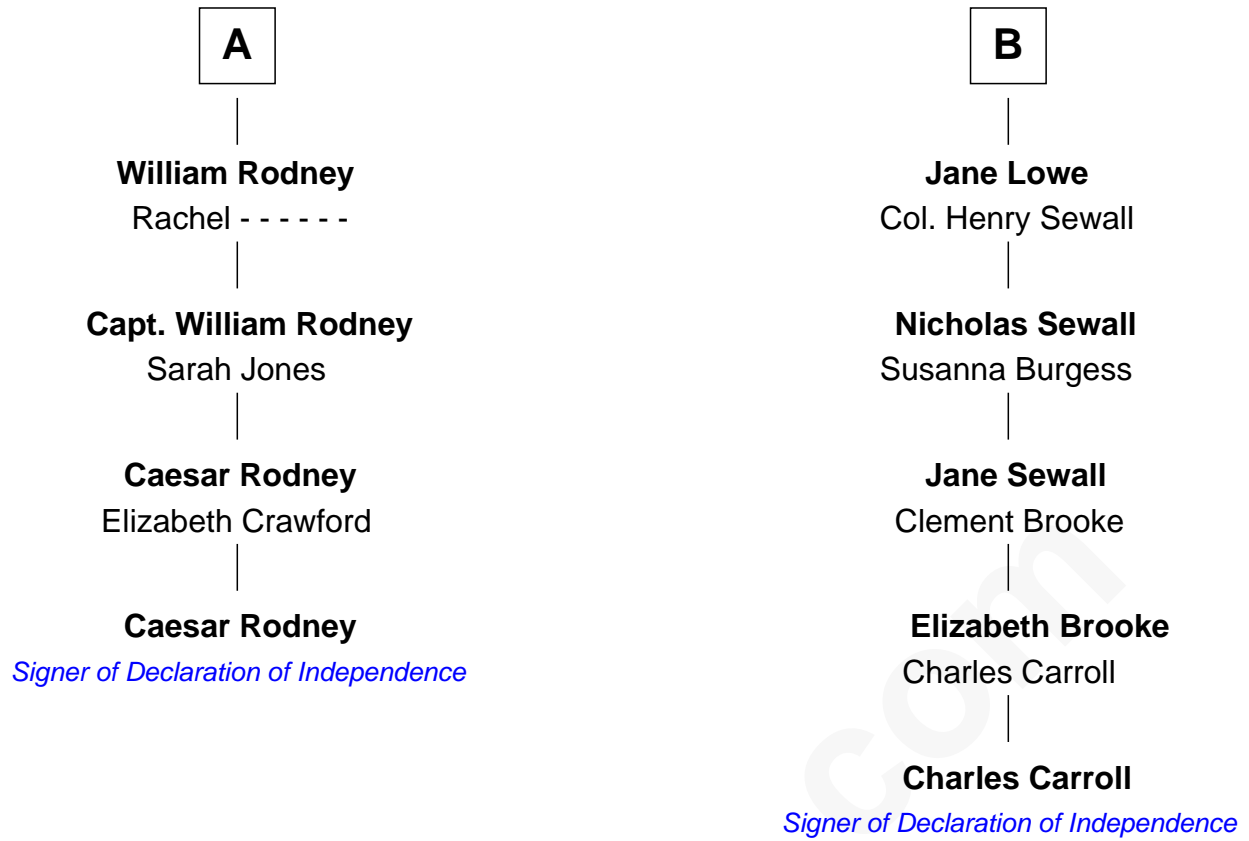 A
William Rodney
Rachel - - - - - -
Capt. William Rodney
Sarah Jones
Caesar Rodney
Elizabeth Crawford
Caesar Rodney
Signer of Declaration of Independence
B
Jane Lowe
Col. Henry Sewall
Nicholas Sewall
Susanna Burgess
Jane Sewall
Clement Brooke
Elizabeth Brooke
Charles Carroll
Charles Carroll
Signer of Declaration of Independence
com